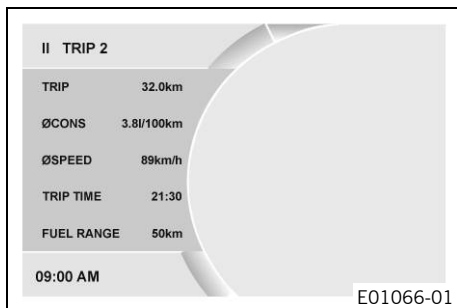 II TRIP 2
TRIP 32.0km
ØCONS 3.8l/100km
ØSPEED 89km/h
TRIP TIME 21:30
FUEL RANGE 50km
09:00 AM
E01066-01